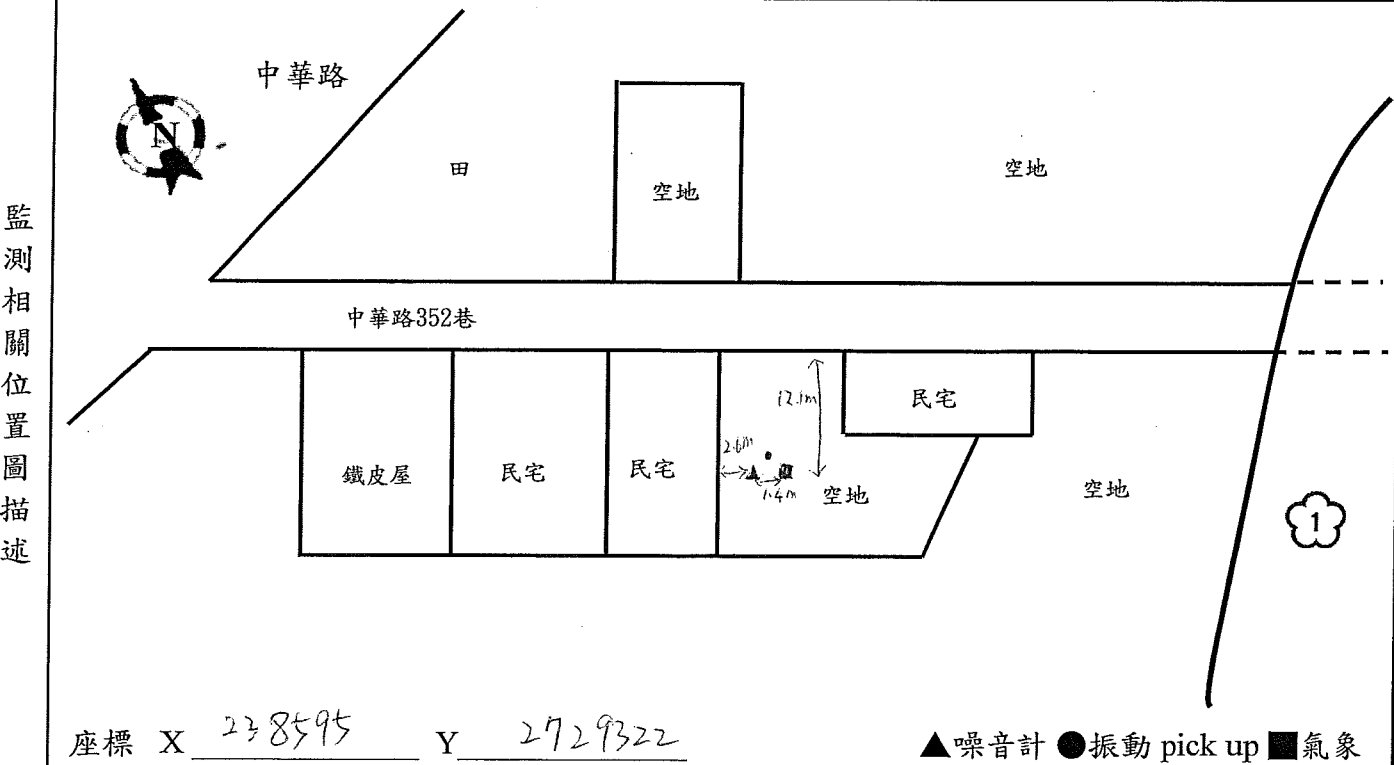 監測相關位置圖描述
中華路
N
田
空地
空地
中華路352巷
鐵皮屋
民宅
民宅
2.6m
1.4m
12.1m
空地
民宅
空地
1
座標 X 238595 Y 2729322
▲噪音計 ●振動 pick up ■氣象